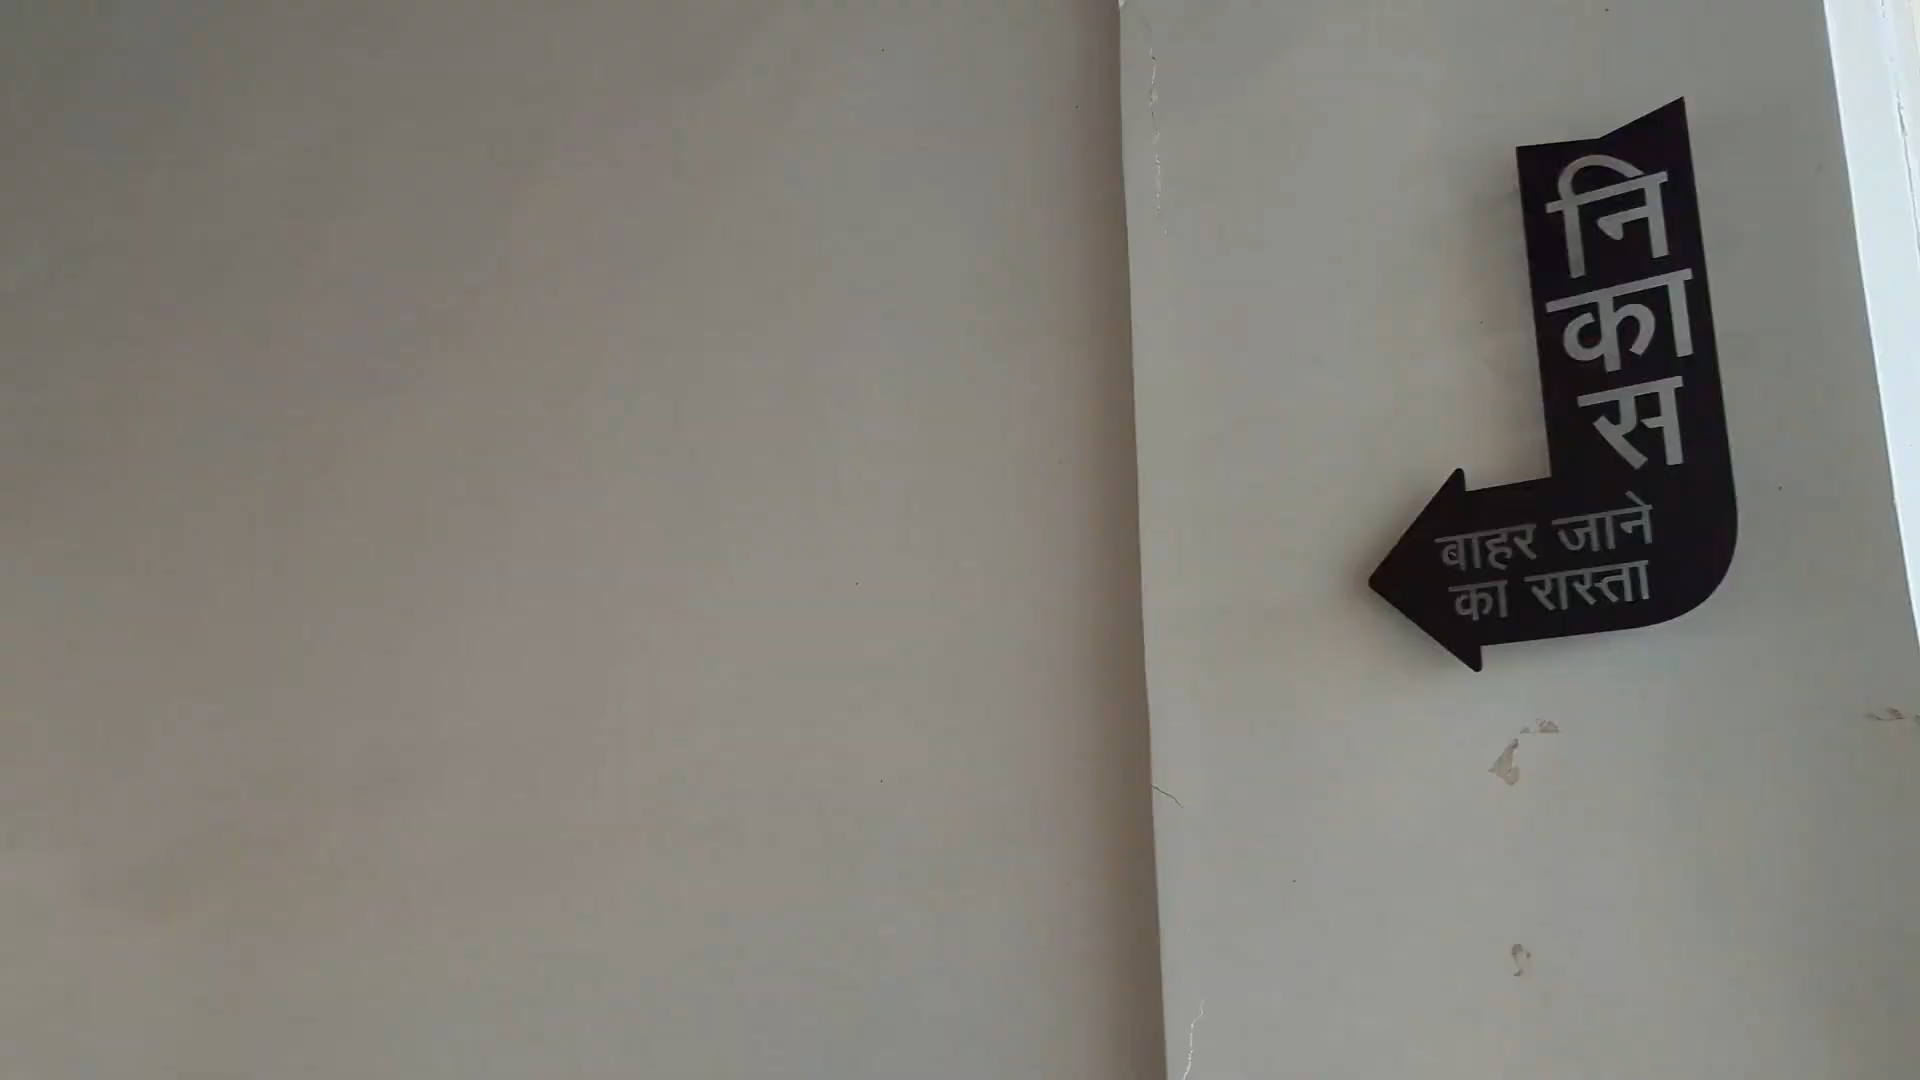 नि
का
स
बाहर जाने
का रास्ता